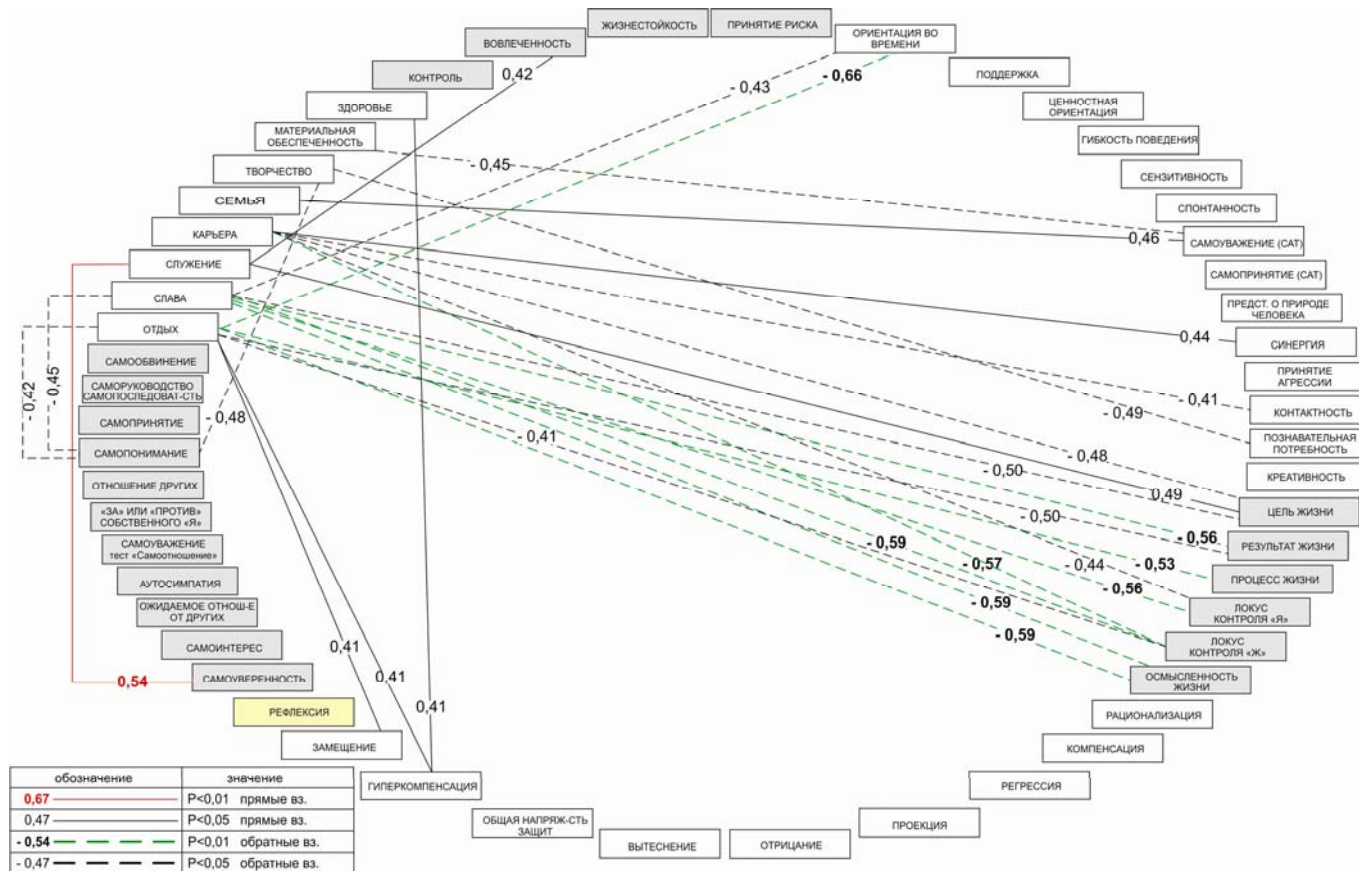 ЖИЗНЕСТОЙКОСТЬ
ПРИНЯТИЕ РИСКА
ВОВЛЕЧЕННОСТЬ
ОРИЕНТАЦИЯ ВО
ВРЕМЕНИ
КОНТРОЛЬ
0,42
- 0,43
- 0,66
ПОДДЕРЖКА
ЗДОРОВЬЕ
ЦЕННОСТНАЯ
ОРИЕНТАЦИЯ
МАТЕРИАЛЬНАЯ
ОБЕСПЕЧЕННОСТЬ
ГИБКОСТЬ ПОВЕДЕНИЯ
- 0,45
ТВОРЧЕСТВО
СЕНЗИТИВНОСТЬ
СЕМЬЯ
СПОНТАННОСТЬ
КАРЬЕРА
0,46
САМОУВАЖЕНИЕ (САТ)
СЛУЖЕНИЕ
САМОПРИНЯТИЕ (САТ)
СЛАВА
ПРЕДСТ. О ПРИРОДЕ
ЧЕЛОВЕКА
ОТДЫХ
0,44
СИНЕРГИЯ
САМООБВИНЕНИЕ
ПРИНЯТИЕ
АГРЕССИИ
- 0,42
- 0,45
САМОРУКОВОДСТВО
САМОПОСЛЕДОВАТ-СТЬ
- 0,41
- 0,49
КОНТАКТНОСТЬ
САМОПРИНЯТИЕ
- 0,48
- 0,41
ПОЗНАВАТЕЛЬНАЯ
ПОТРЕБНОСТЬ
САМОПОНИМАНИЕ
- 0,48
- 0,50
КРЕАТИВНОСТЬ
ОТНОШЕНИЕ ДРУГИХ
0,49
ЦЕЛЬ ЖИЗНИ
«ЗА» ИЛИ «ПРОТИВ»
СОБСТВЕННОГО «Я»
- 0,50
- 0,59
- 0,56
РЕЗУЛЬТАТ ЖИЗНИ
САМОУВАЖЕНИЕ
тест «Самоотношение»
- 0,57
- 0,44
- 0,53
ПРОЦЕСС ЖИЗНИ
АУТОСИМПАТИЯ
- 0,56
- 0,59
ЛОКУС
КОНТРОЛЯ «Я»
ОЖИДАЕМОЕ ОТНОШ-Е
ОТ ДРУГИХ
- 0,59
ЛОКУС
КОНТРОЛЯ «Ж»
САМОИНТЕРЕС
0,41
ОСМЫСЛЕННОСТЬ
ЖИЗНИ
САМОУВЕРЕННОСТЬ
0,54
0,41
0,41
РЕФЛЕКСИЯ
РАЦИОНАЛИЗАЦИЯ
ЗАМЕЩЕНИЕ
КОМПЕНСАЦИЯ
ГИПЕРКОМПЕНСАЦИЯ
РЕГРЕССИЯ
ОБЩАЯ НАПРЯЖ-СТЬ
ЗАЩИТ
ПРОЕКЦИЯ
ВЫТЕСНЕНИЕ
ОТРИЦАНИЕ
обозначение значение
0,67 P<0,01 прямые вз.
0,47 P<0,05 прямые вз.
- 0,54 P<0,01 обратные вз.
- 0,47 P<0,05 обратные вз.